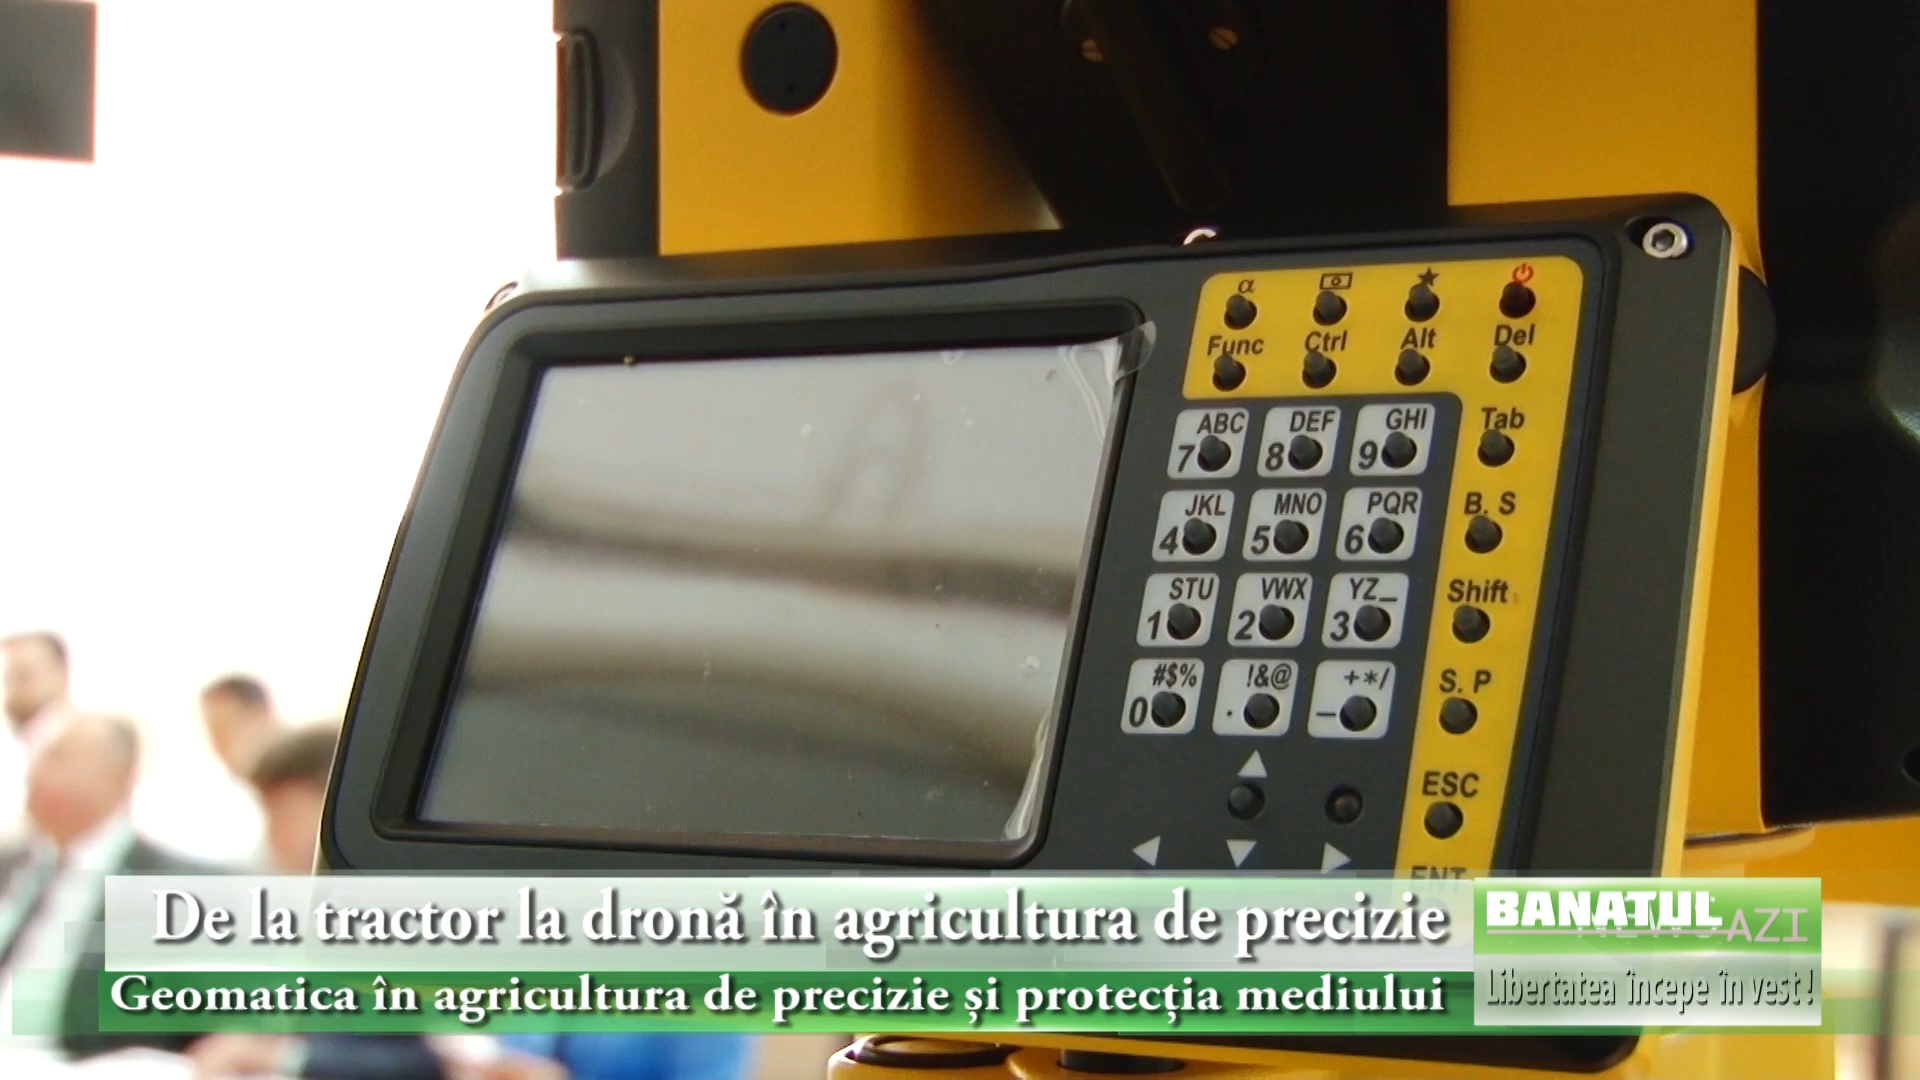 α
Func Ctrl Alt Del
ABC DEF GHI Tab
7 8 9
JKL MNO PQR B. S
4 5 6
STU VWX YZ_ Shift
1 2 3
#$% !&@ +*/ S. P
0 . –
ESC
ENT
De la tractor la dronă în agricultura de precizie
BANATUL
NEWS AZI
Geomatica în agricultura de precizie și protecția mediului
Libertatea începe în vest!